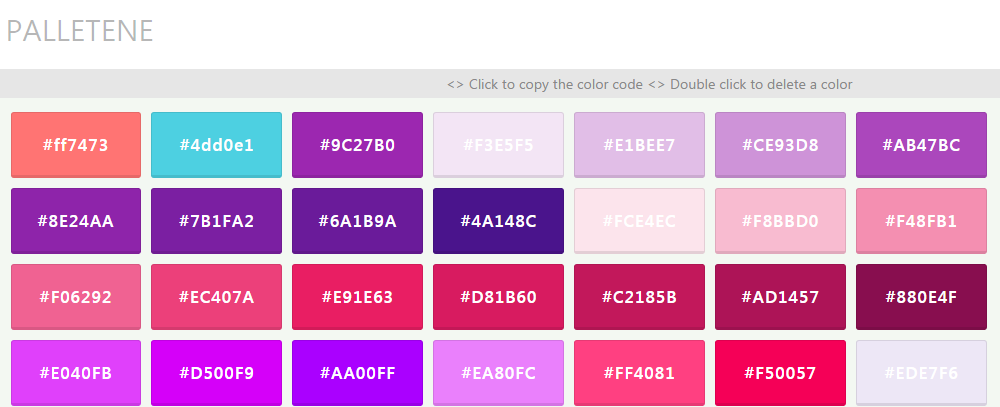 PALLETENE
<> Click to copy the color code <> Double click to delete a color
#ff7473 #4dd0e1 #9C27B0 #F3E5F5 #E1BEE7 #CE93D8 #AB47BC
#8E24AA #7B1FA2 #6A1B9A #4A148C #FCE4EC #F8BBD0 #F48FB1
#F06292 #EC407A #E91E63 #D81B60 #C2185B #AD1457 #880E4F
#E040FB #D500F9 #AA00FF #EA80FC #FF4081 #F50057 #EDE7F6